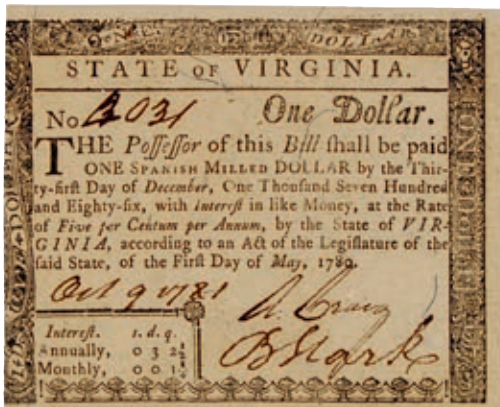 ONE DOLLAR
STATE OF VIRGINIA.
No 2031 One Dollar.
THE Poſſeſſor of this Bill ſhall be paid
ONE SPANISH MILLED DOLLAR by the Thir-
ty-firſt Day of December, One Thouſand Seven Hundred
and Eighty-ſix, with intereſt in like Money, at the Rate
of Five per Centum per Annum, by the State of VIR-
GINIA, according to an Act of the Legiſlature of the
ſaid State, of the Firſt Day of May, 1780.
Oct 9 1781
A. Craig
B Stark
Intereſt. s. d. q.
Annually, 0 3 2
Monthly, 0 0 1